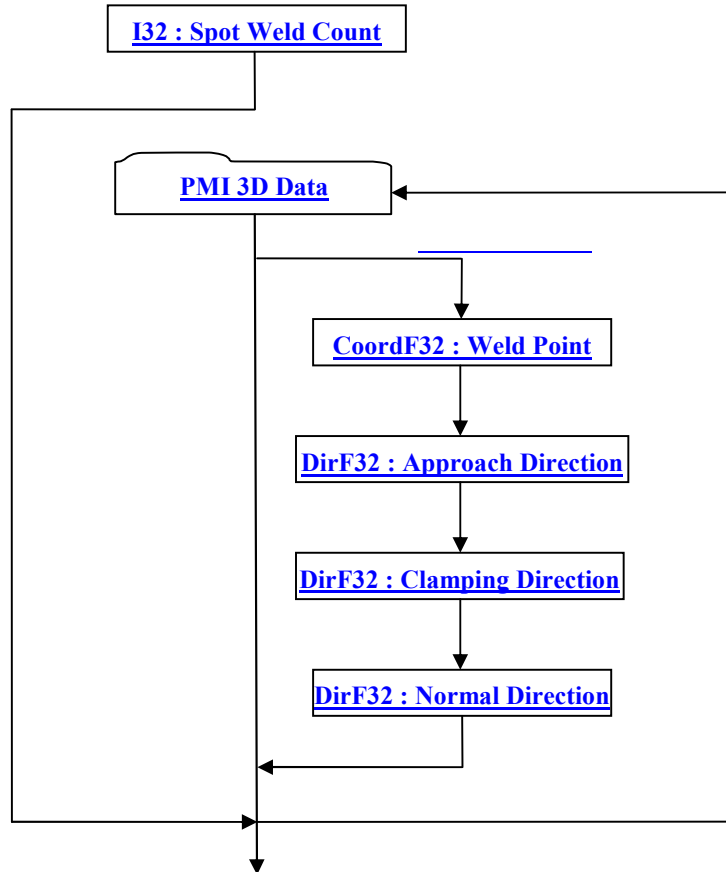 I32 : Spot Weld Count
PMI 3D Data
CoordF32 : Weld Point
DirF32 : Approach Direction
DirF32 : Clamping Direction
DirF32 : Normal Direction